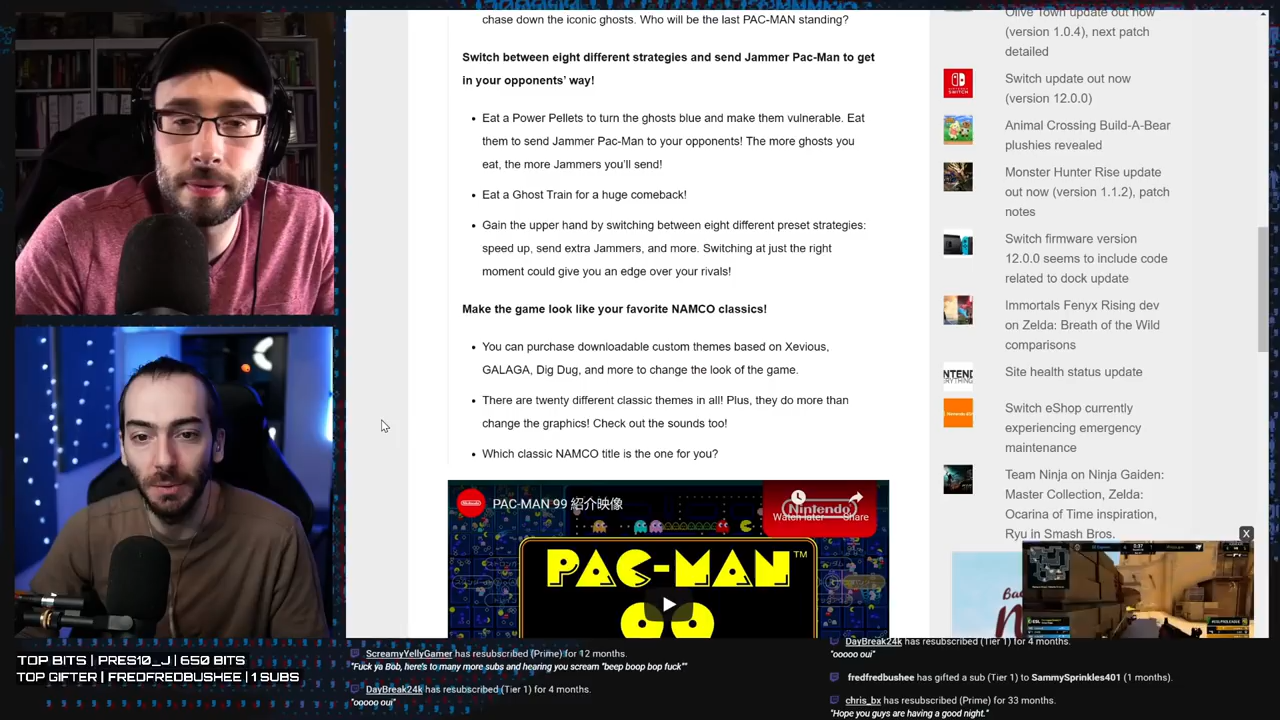 chase down the iconic ghosts. Who will be the last PAC-MAN standing?
Switch between eight different strategies and send Jammer Pac-Man to get
in your opponents' way!
Eat a Power Pellets to turn the ghosts blue and make them vulnerable. Eat
them to send Jammer Pac-Man to your opponents! The more ghosts you
eat, the more Jammers you'll send!
Eat a Ghost Train for a huge comeback!
Gain the upper hand by switching between eight different preset strategies:
speed up, send extra Jammers, and more. Switching at just the right
moment could give you an edge over your rivals!
Make the game look like your favorite NAMCO classics!
You can purchase downloadable custom themes based on Xevious,
GALAGA, Dig Dug, and more to change the look of the game.
There are twenty different classic themes in all! Plus, they do more than
change the graphics! Check out the sounds too!
Which classic NAMCO title is the one for you?
Nintendo
PAC-MAN 99 紹介映像
Nintendo
Watch later
Share
PAC-MAN™
99
Olive Town update out now
(version 1.0.4), next patch
detailed
NINTENDO
SWITCH
Switch update out now
(version 12.0.0)
Animal Crossing Build-A-Bear
plushies revealed
Monster Hunter Rise update
out now (version 1.1.2), patch
notes
Switch firmware version
12.0.0 seems to include code
related to dock update
Immortals Fenyx Rising dev
on Zelda: Breath of the Wild
comparisons
Site health status update
Switch eShop currently
experiencing emergency
maintenance
Team Ninja on Ninja Gaiden:
Master Collection, Zelda:
Ocarina of Time inspiration,
Ryu in Smash Bros.
X
0:37
TOP BITS | PRES10_J | 650 BITS
TOP GIFTER | FREDFREDBUSHEE | 1 SUBS
ScreamyYellyGamer has resubscribed (Prime) for 12 months.
"Fuck ya Bob, here's to many more subs and hearing you scream "beep boop bop fuck""
DayBreak24k has resubscribed (Tier 1) for 4 months.
"ooooo oui"
DayBreak24k has resubscribed (Tier 1) for 4 months.
"ooooo oui"
fredfredbushee has gifted a sub (Tier 1) to SammySprinkles401 (1 months).
chris_bx has resubscribed (Prime) for 33 months.
"Hope you guys are having a good night."